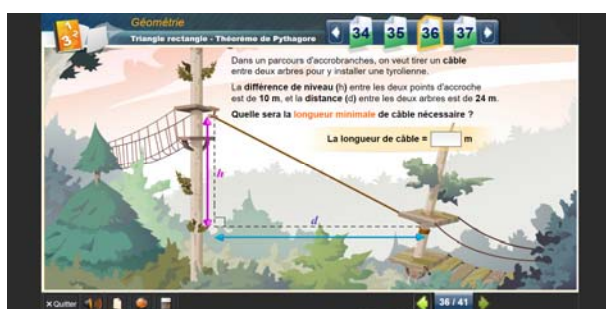 Géométrie
Triangle rectangle - Théorème de Pythagore
34 35 36 37
Dans un parcours d'accrobranches, on veut tirer un câble
entre deux arbres pour y installer une tyrolienne.
La différence de niveau (h) entre les deux points d'accroche
est de 10 m, et la distance (d) entre les deux arbres est de 24 m.
Quelle sera la longueur minimale de câble nécessaire ?
La longueur de câble = m
h
d
1
2
3
× Quitter
36 / 41